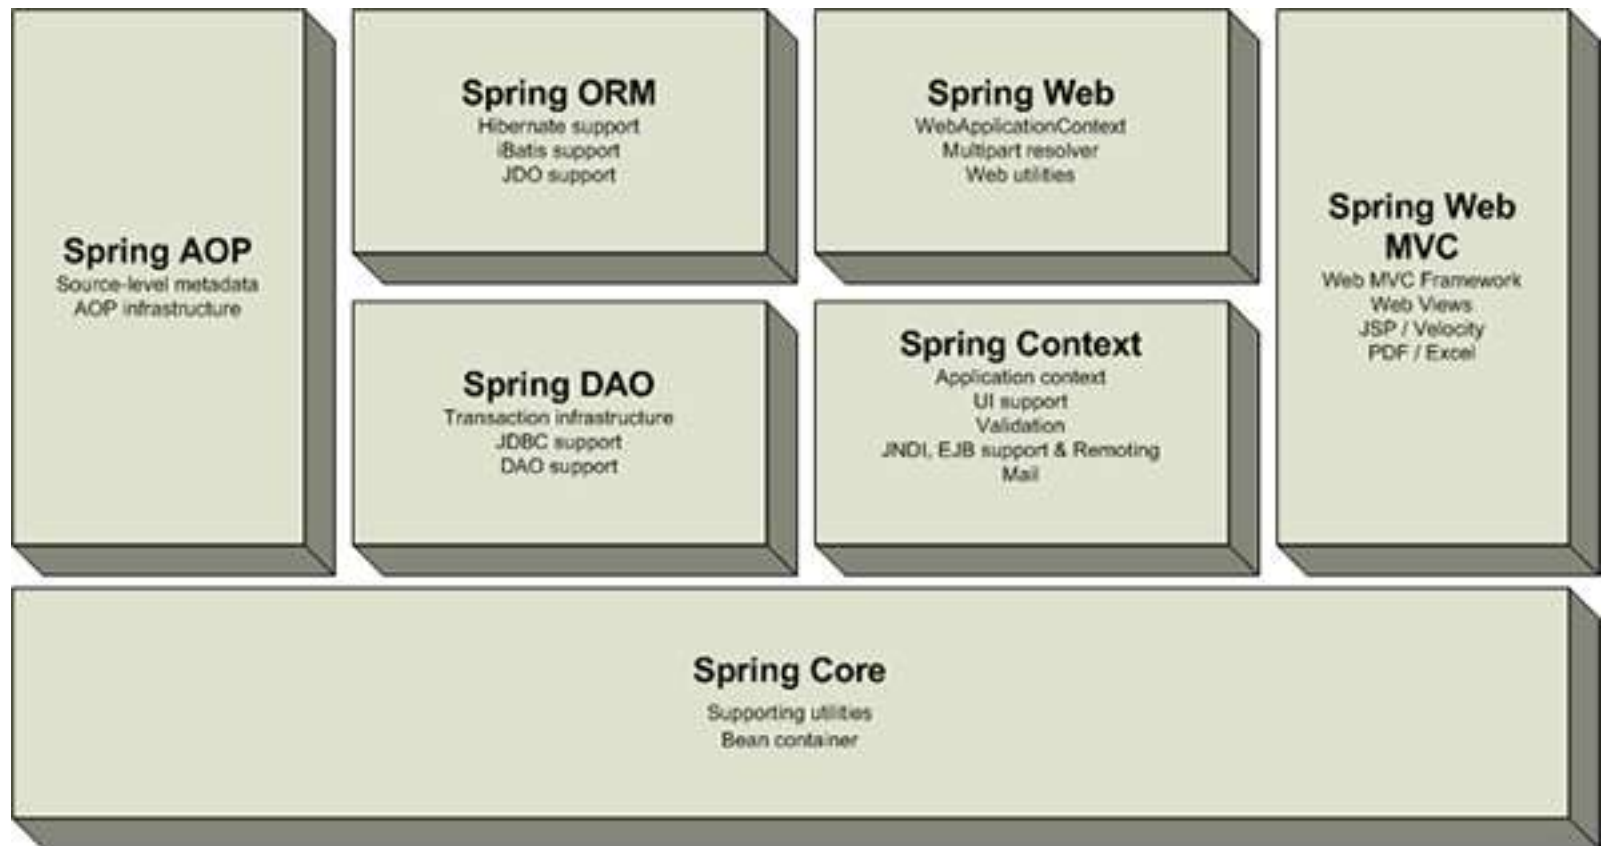 Spring AOP
Source-level metadata
AOP infrastructure
Spring ORM
Hibernate support
iBatis support
JDO support
Spring Web
WebApplicationContext
Multipart resolver
Web utilities
Spring DAO
Transaction infrastructure
JDBC support
DAO support
Spring Context
Application context
UI support
Validation
JNDI, EJB support & Remoting
Mail
Spring Web
MVC
Web MVC Framework
Web Views
JSP / Velocity
PDF / Excel
Spring Core
Supporting utilities
Bean container